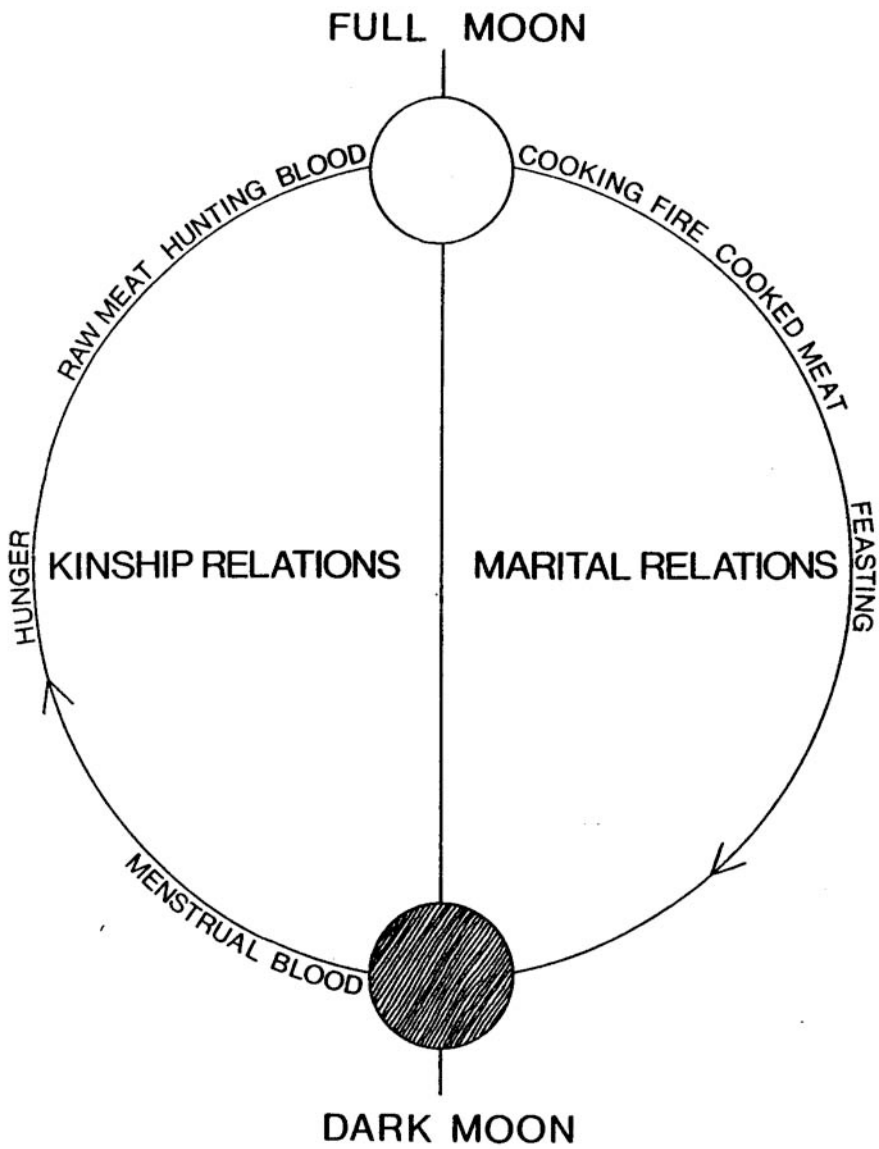 FULL MOON
RAW MEAT HUNTING BLOOD
COOKING FIRE COOKED MEAT
HUNGER
KINSHIP RELATIONS
MARITAL RELATIONS
FEASTING
MENSTRUAL BLOOD
DARK MOON